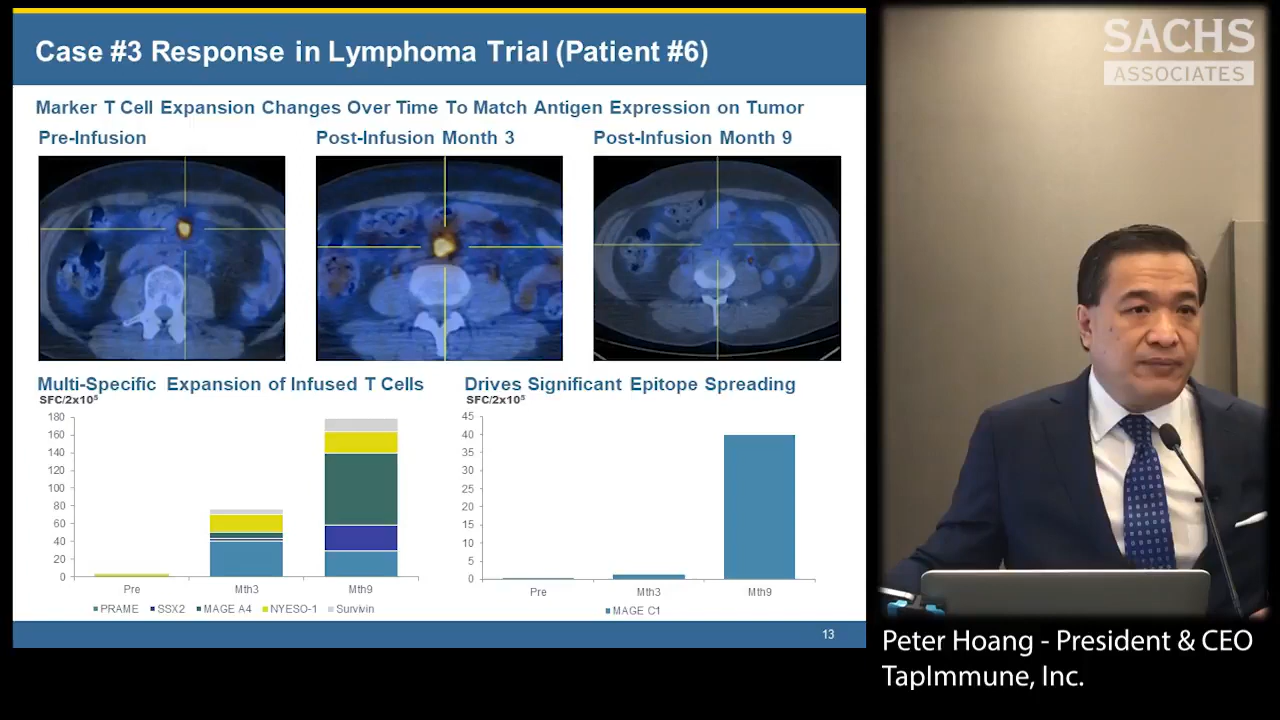 Case #3 Response in Lymphoma Trial (Patient #6)
Marker T Cell Expansion Changes Over Time To Match Antigen Expression on Tumor
Pre-Infusion
Post-Infusion Month 3
Post-Infusion Month 9
Multi-Specific Expansion of Infused T Cells
SFC/2x10⁵
180
160
140
120
100
80
60
40
20
0
Pre
Mth3
Mth9
PRAME SSX2 MAGE A4 NYESO-1 Survivin
Drives Significant Epitope Spreading
SFC/2x10⁵
45
40
35
30
25
20
15
10
5
0
Pre
Mth3
Mth9
MAGE C1
13
SACHS
ASSOCIATES
Peter Hoang - President & CEO
TapImmune, Inc.